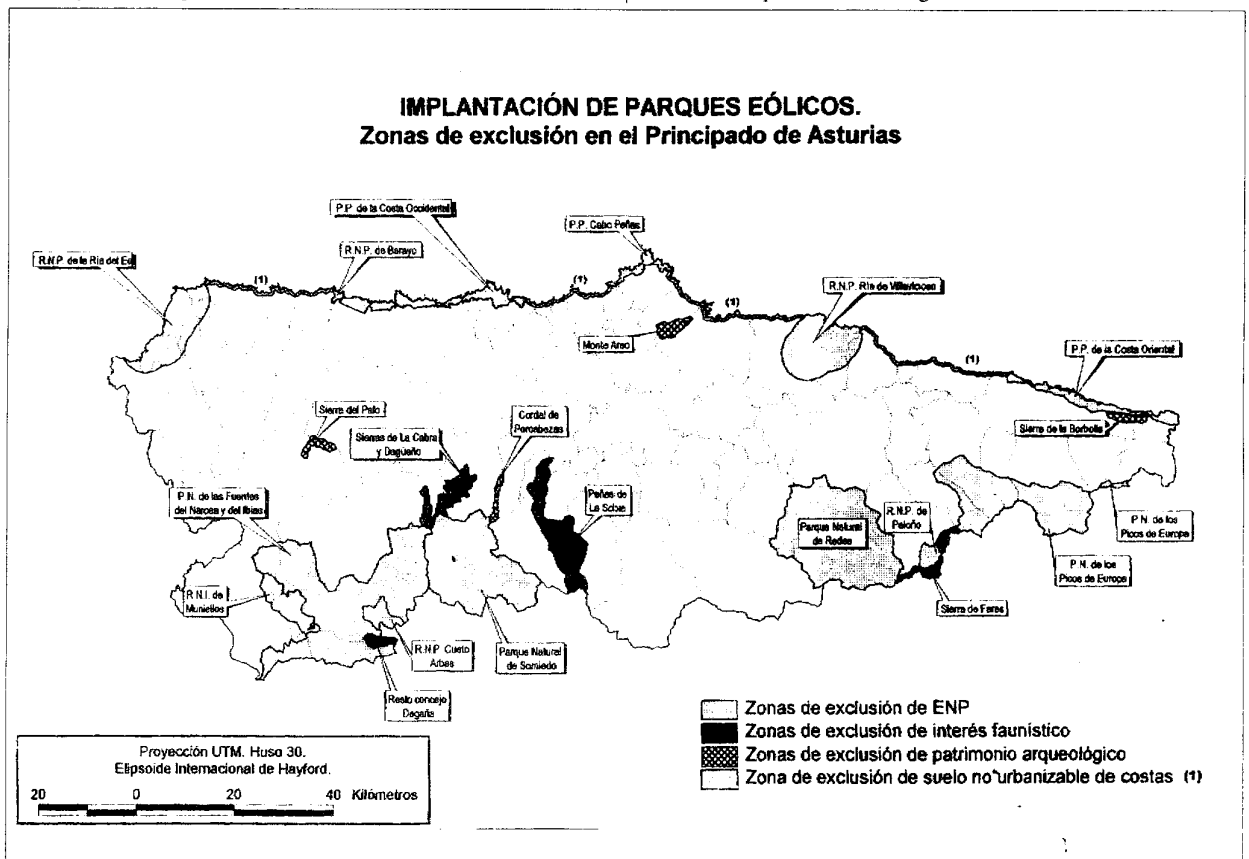 IMPLANTACIÓN DE PARQUES EÓLICOS.
Zonas de exclusión en el Principado de Asturias
P.P. de la Costa Occidental
P.P. Cabo Peñas
R.N.P. de la Ría del Eo
R.N.P. de Barayo
(1)
(1)
(1)
R.N.P. Ría de Villaviciosa
Monte Areo
(1)
P.P. de la Costa Oriental
Sierra del Palo
Sierras de La Cabra
y Degüeño
Cordal de
Porcabezas
Sierra de la Borbolla
P.N. de las Fuentes
del Narcea y del Ibias
Peñas de
La Sobia
Parque Natural
de Redes
R.N.P. de
Peloño
P.N. de los
Picos de Europa
P.N. de los
Picos de Europa
R.N.I. de
Muniellos
Sierra de Fares
R.N.P. Cueto
Arbas
Parque Natural
de Somiedo
Resto concejo
Degaña
Zonas de exclusión de ENP
Zonas de exclusión de interés faunístico
Zonas de exclusión de patrimonio arqueológico
Zona de exclusión de suelo no urbanizable de costas (1)
Proyección UTM. Huso 30.
Elipsoide Internacional de Hayford.
20 0 20 40 Kilómetros